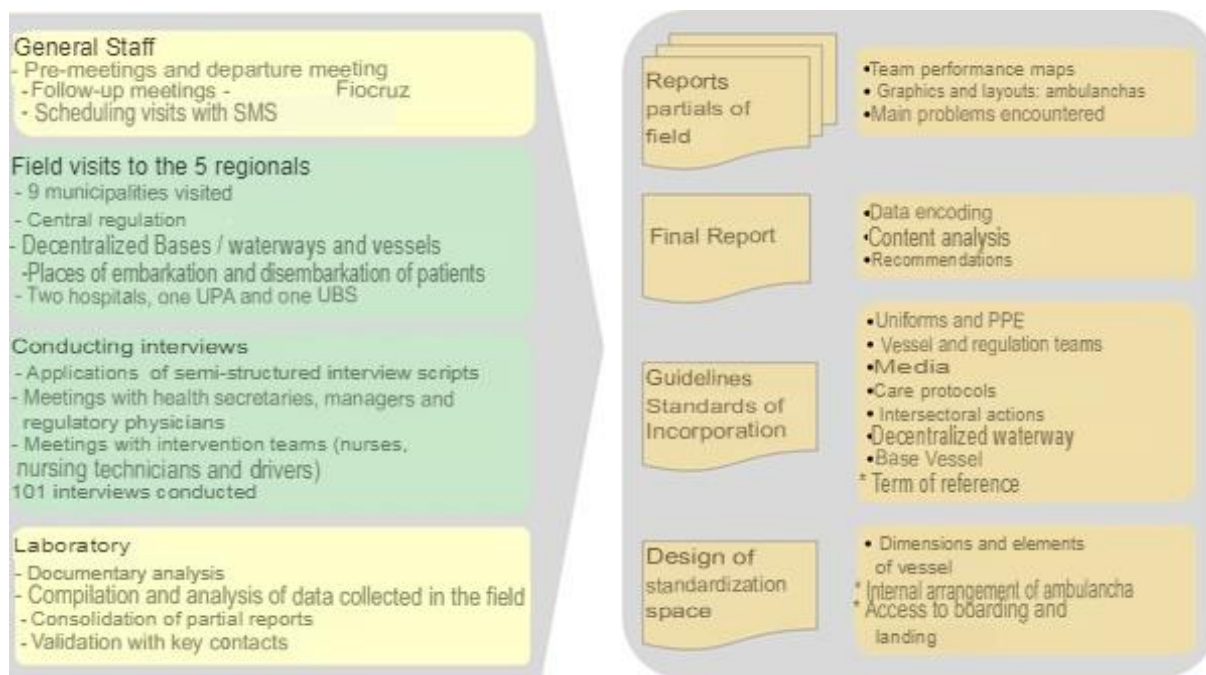 General Staff
- Pre-meetings and departure meeting
- Follow-up meetings - Fiocruz
- Scheduling visits with SMS
Field visits to the 5 regionals
- 9 municipalities visited
- Central regulation
- Decentralized Bases / waterways and vessels
-Places of embarkation and disembarkation of patients
- Two hospitals, one UPA and one UBS
Conducting interviews
- Applications of semi-structured interview scripts
- Meetings with health secretaries, managers and
regulatory physicians
- Meetings with intervention teams (nurses,
nursing technicians and drivers)
101 interviews conducted
Laboratory
- Documentary analysis
- Compilation and analysis of data collected in the field
- Consolidation of partial reports
- Validation with key contacts
Reports
partials of
field
•Team performance maps
• Graphics and layouts: ambulanchas
•Main problems encountered
Final Report
•Data encoding
•Content analysis
•Recommendations
Guidelines
Standards of
Incorporation
•Uniforms and PPE
• Vessel and regulation teams
•Media
•Care protocols
• Intersectoral actions
•Decentralized waterway
•Base Vessel
* Term of reference
Design of
standardization
space
• Dimensions and elements
of vessel
* Internal arrangement of ambulancha
* Access to boarding and
landing